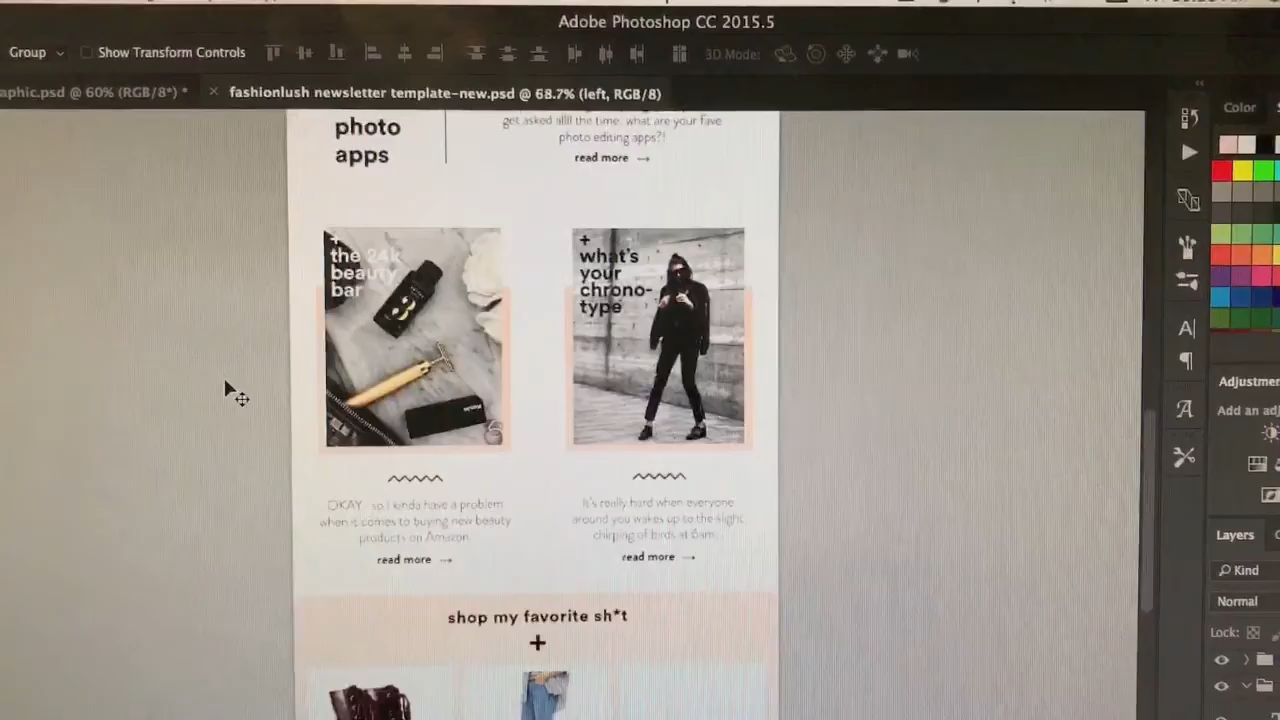 Adobe Photoshop CC 2015.5
Group
Show Transform Controls
3D Mode:
aphic.psd @ 60% (RGB/8*) *
× fashionlush newsletter template-new.psd @ 68.7% (left, RGB/8)
Color
photo
apps
get asked allll the time. what are your fave
photo editing apps?!
read more →
+
the 24k
beauty
bar
+
what's
your
chrono-
type
OKAY.. so I kinda have a problem
when it comes to buying new beauty
products on Amazon.
read more →
It's really hard when everyone
around you wakes up to the slight
chirping of birds at 6am...
read more →
shop my favorite sh*t
+
Adjustmen
Add an adj
Layers
Kind
Normal
Lock: